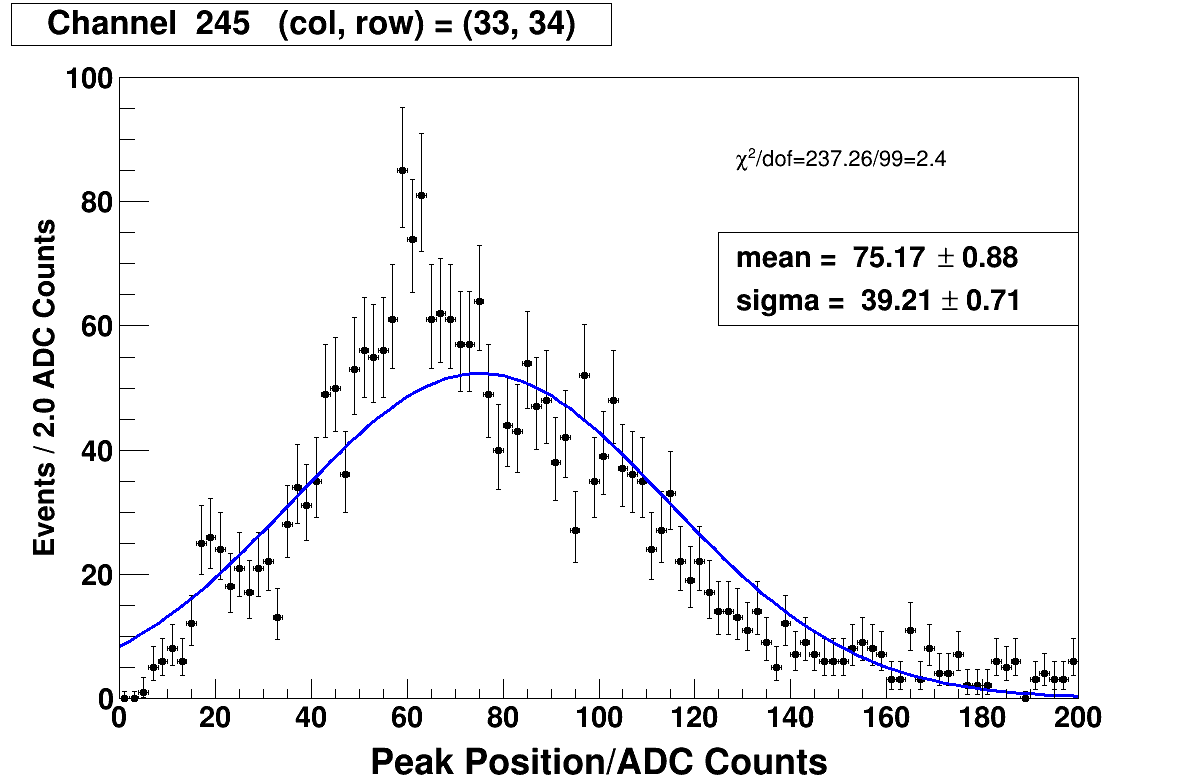 Channel 245 (col, row) = (33, 34)
100
80
60
40
20
0
Events / 2.0 ADC Counts
χ²/dof=237.26/99=2.4
mean = 75.17 ± 0.88
sigma = 39.21 ± 0.71
0 20 40 60 80 100 120 140 160 180 200
Peak Position/ADC Counts